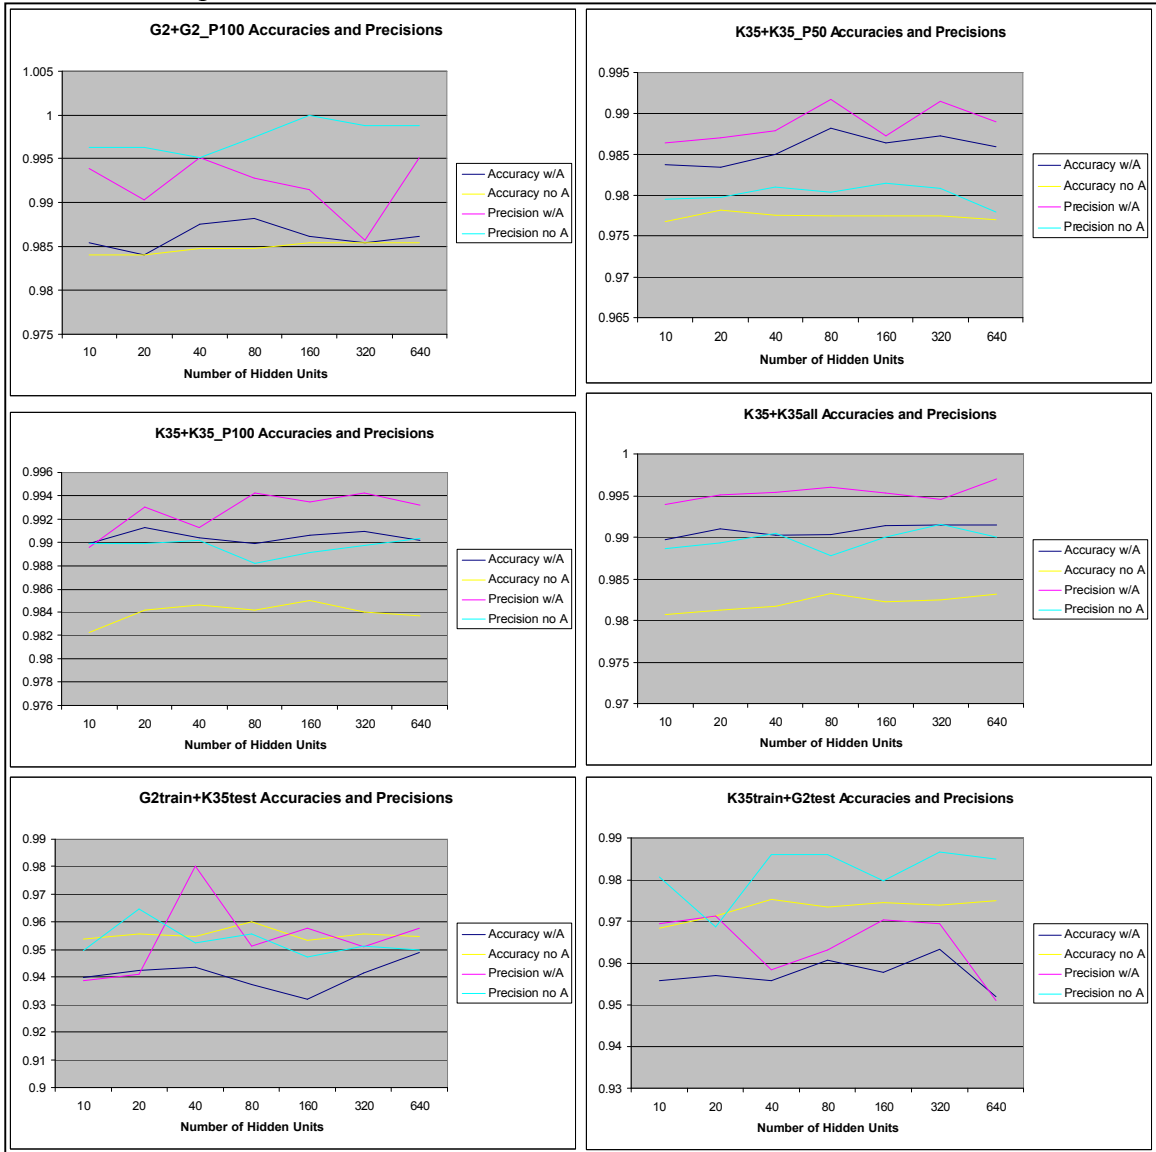 G2+G2_P100 Accuracies and Precisions
1.005
1
0.995
0.99
0.985
0.98
0.975
10 20 40 80 160 320 640
Number of Hidden Units
Accuracy w/A
Accuracy no A
Precision w/A
Precision no A
K35+K35_P50 Accuracies and Precisions
0.995
0.99
0.985
0.98
0.975
0.97
0.965
10 20 40 80 160 320 640
Number of Hidden Units
Accuracy w/A
Accuracy no A
Precision w/A
Precision no A
K35+K35_P100 Accuracies and Precisions
0.996
0.994
0.992
0.99
0.988
0.986
0.984
0.982
0.98
0.978
0.976
10 20 40 80 160 320 640
Number of Hidden Units
Accuracy w/A
Accuracy no A
Precision w/A
Precision no A
K35+K35all Accuracies and Precisions
1
0.995
0.99
0.985
0.98
0.975
0.97
10 20 40 80 160 320 640
Number of Hidden Units
Accuracy w/A
Accuracy no A
Precision w/A
Precision no A
G2train+K35test Accuracies and Precisions
0.99
0.98
0.97
0.96
0.95
0.94
0.93
0.92
0.91
0.9
10 20 40 80 160 320 640
Number of Hidden Units
Accuracy w/A
Accuracy no A
Precision w/A
Precision no A
K35train+G2test Accuracies and Precisions
0.99
0.98
0.97
0.96
0.95
0.94
0.93
10 20 40 80 160 320 640
Number of Hidden Units
Accuracy w/A
Accuracy no A
Precision w/A
Precision no A